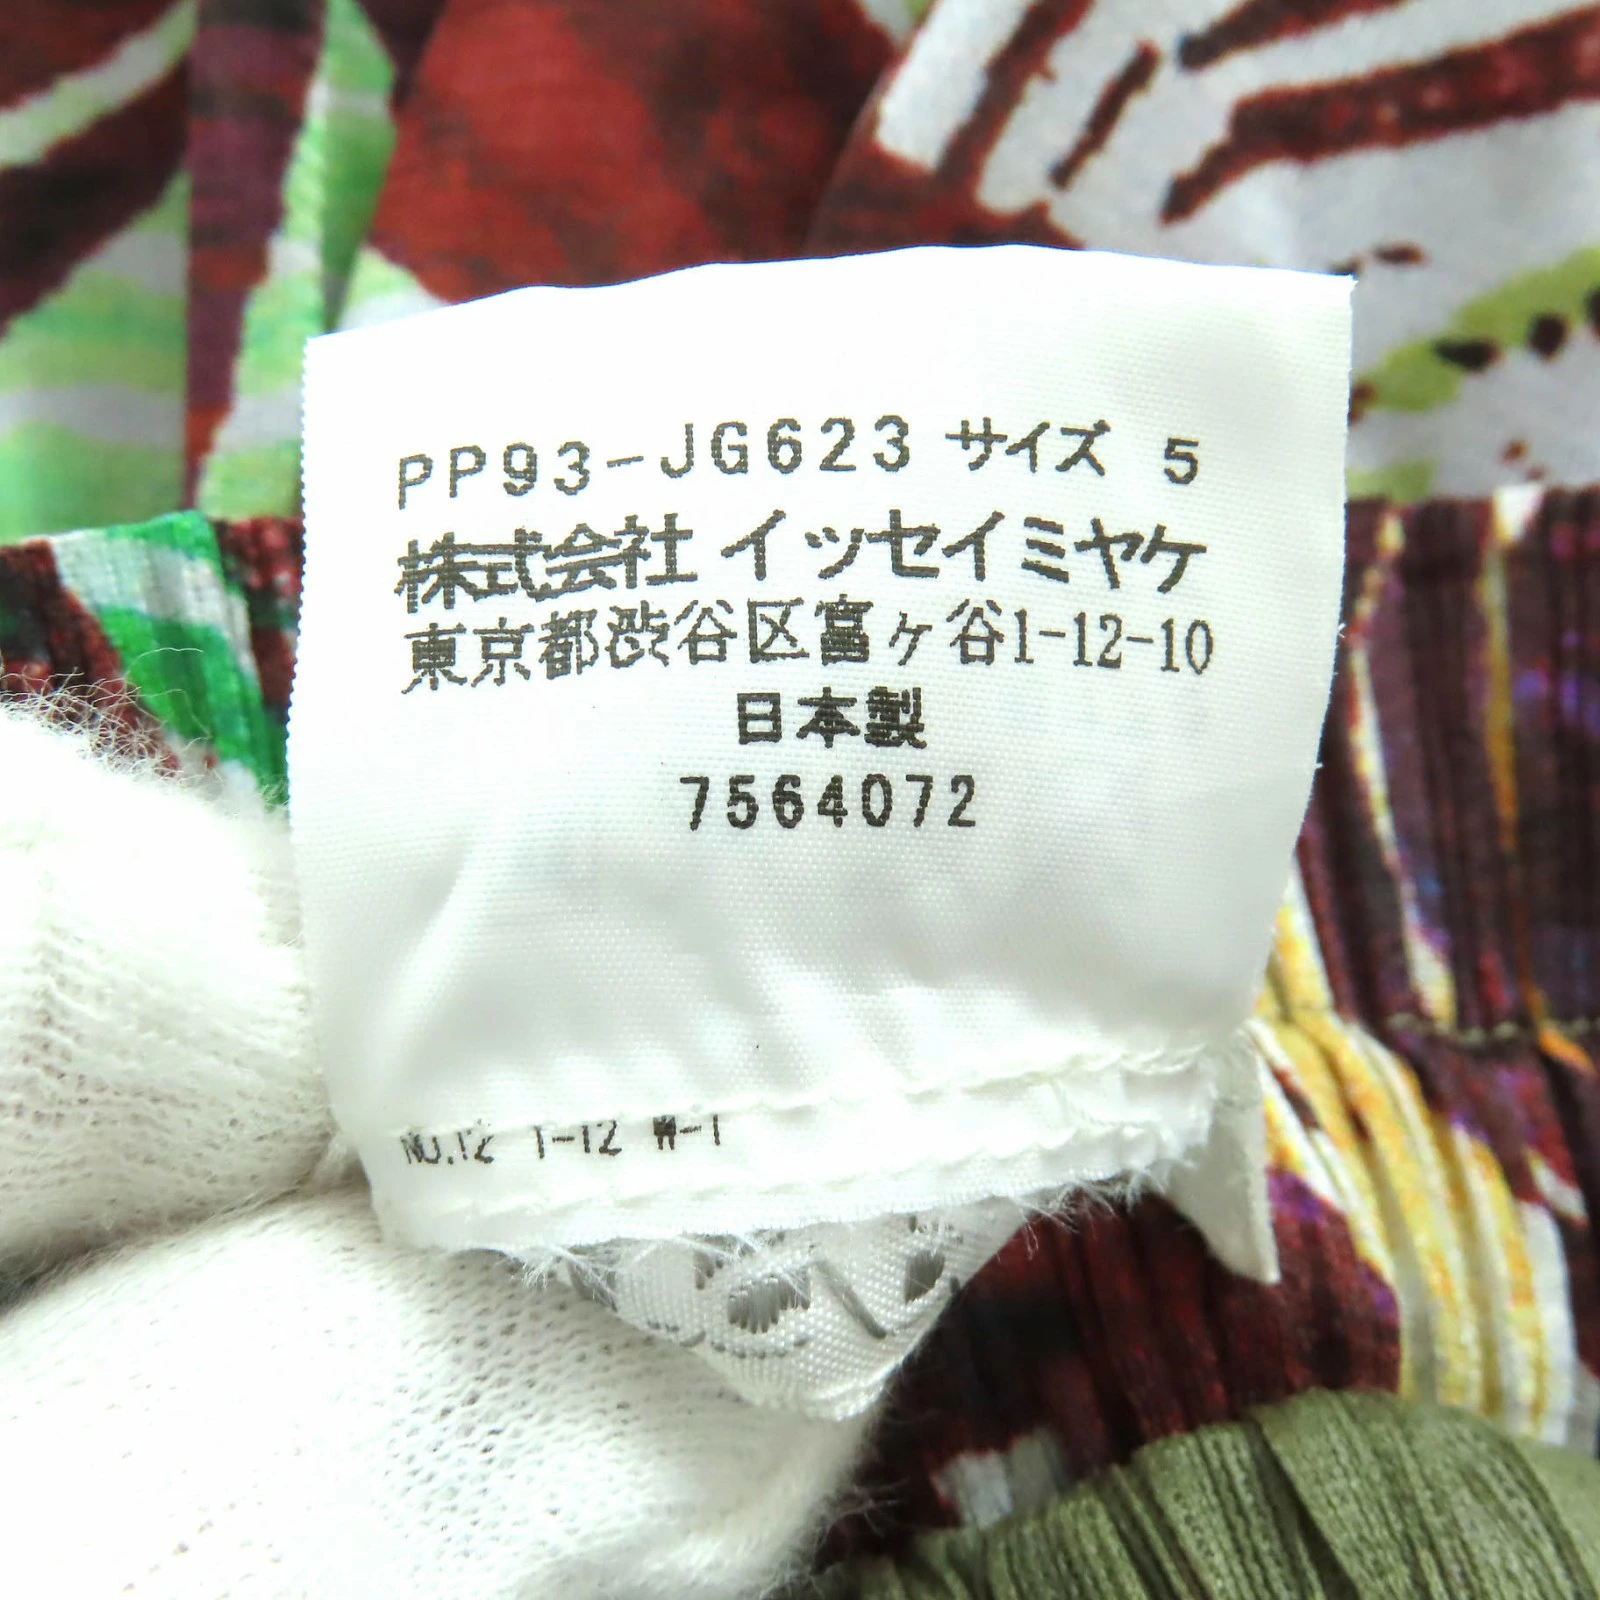 PP93-JG623 サイズ 5
株式会社 イッセイミヤケ
東京都渋谷区富ヶ谷1-12-10
日本製
7564072
NO.12 1-12 W-1